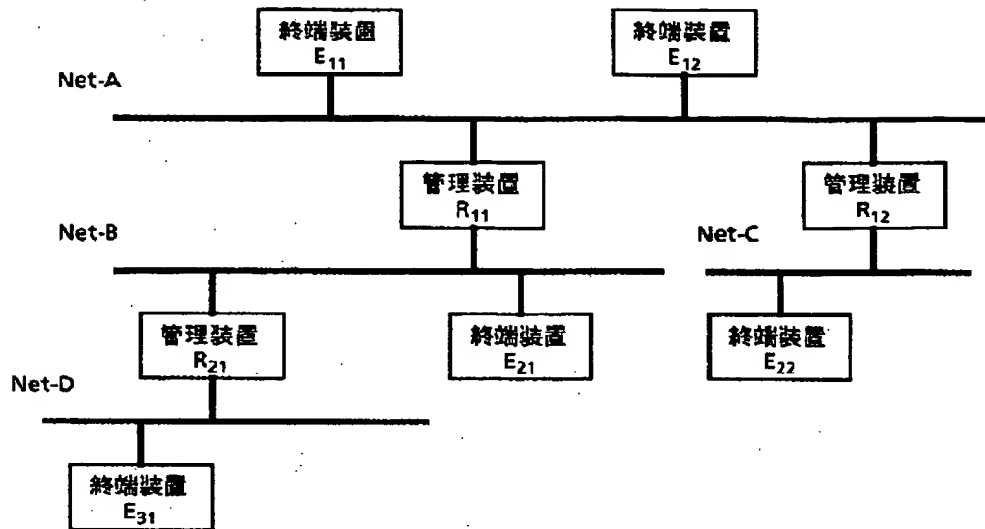 終端装置
E11
終端装置
E12
Net-A
管理装置
R11
管理装置
R12
Net-B
Net-C
管理装置
R21
終端装置
E21
終端装置
E22
Net-D
終端装置
E31